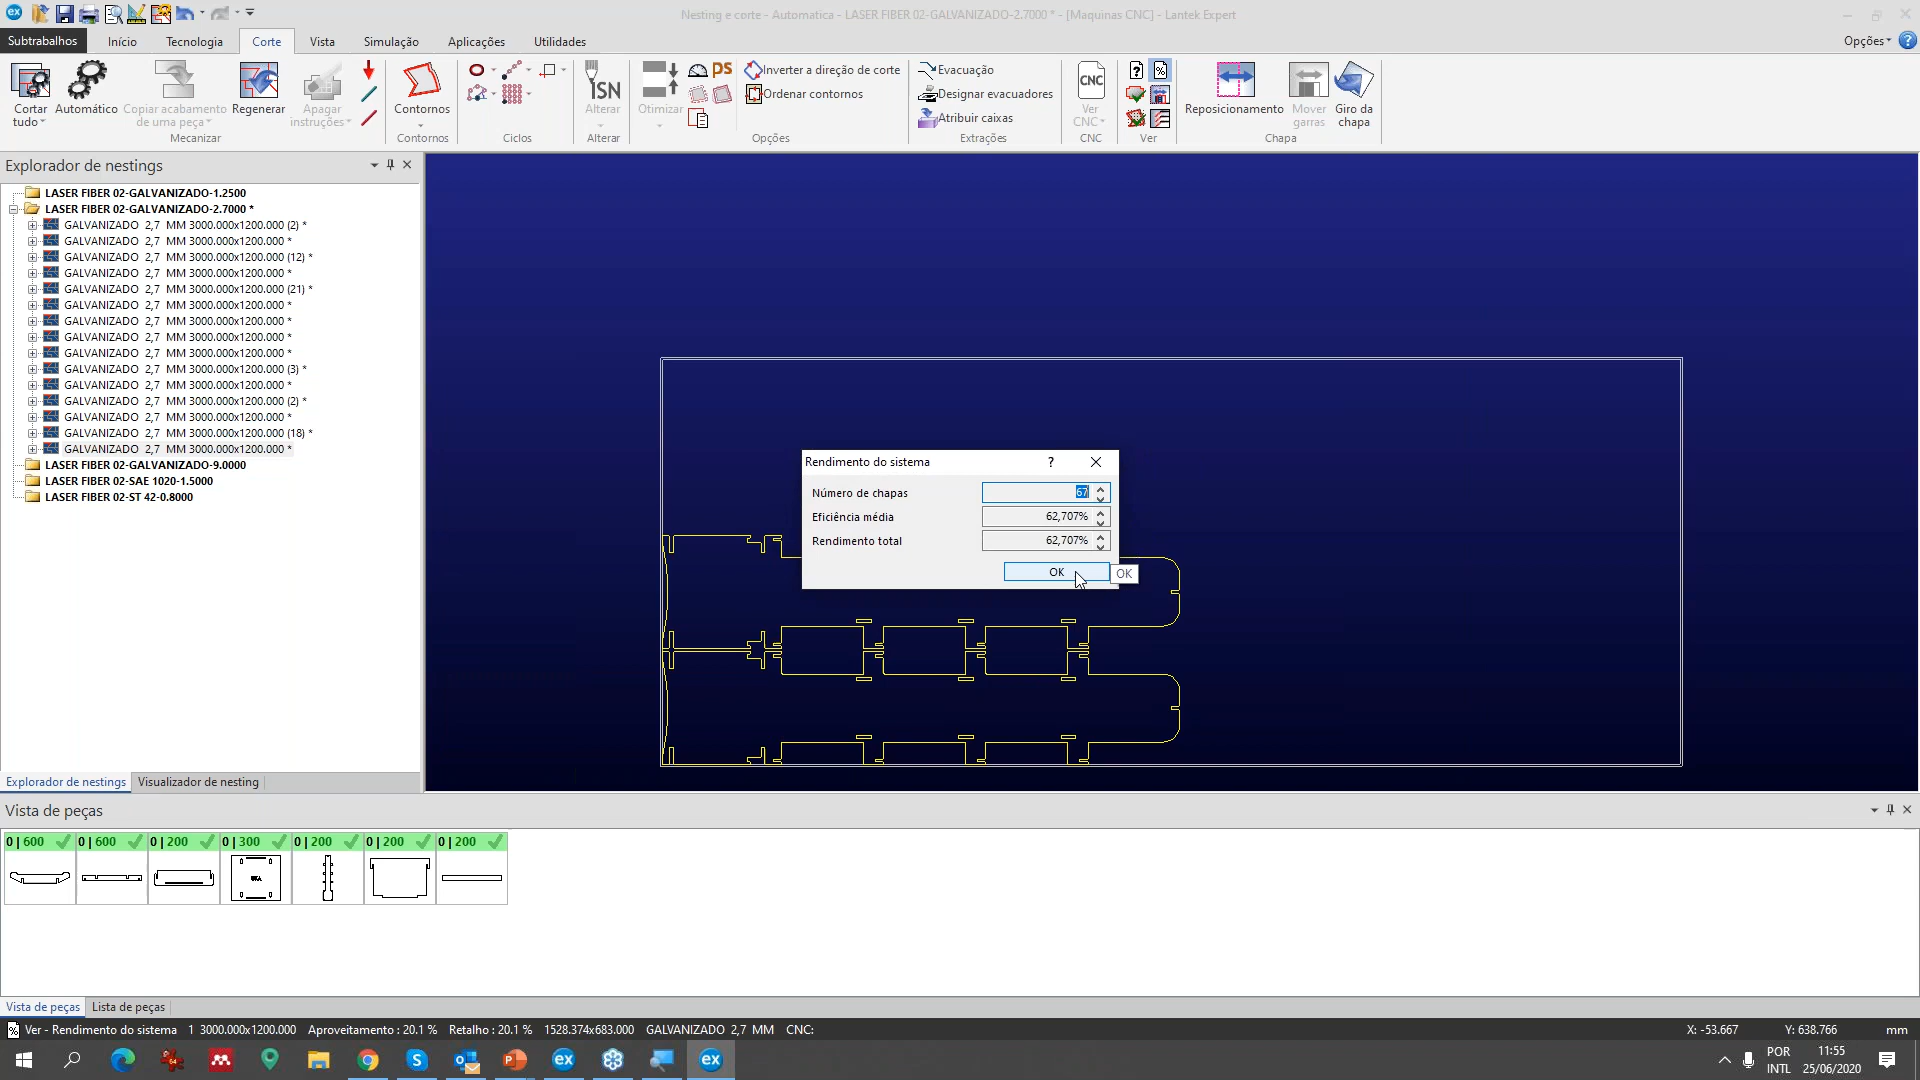 Nesting e corte - Automatica - LASER FIBER 02-GALVANIZADO-2.7000 * - [Maquinas CNC] - Lantek Expert
Subtrabalhos Início Tecnologia Corte Vista Simulação Aplicações Utilidades Opções
Cortar tudo
Automático
Copiar acabamento de uma peça
Regenerar
Apagar instruções
Mecanizar
Contornos
Contornos
Ciclos
ISN
Alterar
Alterar
Otimizar
PS
Inverter a direção de corte
Ordenar contornos
Opções
Evacuação
Designar evacuadores
Atribuir caixas
Extrações
CNC
Ver CNC
CNC
Ver
Reposicionamento
Mover garras
Giro da chapa
Chapa
Explorador de nestings
LASER FIBER 02-GALVANIZADO-1.2500
LASER FIBER 02-GALVANIZADO-2.7000 *
GALVANIZADO 2,7 MM 3000.000x1200.000 (2) *
GALVANIZADO 2,7 MM 3000.000x1200.000 *
GALVANIZADO 2,7 MM 3000.000x1200.000 (12) *
GALVANIZADO 2,7 MM 3000.000x1200.000 *
GALVANIZADO 2,7 MM 3000.000x1200.000 (21) *
GALVANIZADO 2,7 MM 3000.000x1200.000 *
GALVANIZADO 2,7 MM 3000.000x1200.000 *
GALVANIZADO 2,7 MM 3000.000x1200.000 *
GALVANIZADO 2,7 MM 3000.000x1200.000 *
GALVANIZADO 2,7 MM 3000.000x1200.000 (3) *
GALVANIZADO 2,7 MM 3000.000x1200.000 *
GALVANIZADO 2,7 MM 3000.000x1200.000 (2) *
GALVANIZADO 2,7 MM 3000.000x1200.000 *
GALVANIZADO 2,7 MM 3000.000x1200.000 (18) *
GALVANIZADO 2,7 MM 3000.000x1200.000 *
LASER FIBER 02-GALVANIZADO-9.0000
LASER FIBER 02-SAE 1020-1.5000
LASER FIBER 02-ST 42-0.8000
Rendimento do sistema ?
Número de chapas 67
Eficiência média 62,707%
Rendimento total 62,707%
OK OK
Explorador de nestings Visualizador de nesting
Vista de peças
0 | 600 0 | 600 0 | 200 0 | 300 0 | 200 0 | 200 0 | 200
Vista de peças Lista de peças
Ver - Rendimento do sistema 1 3000.000x1200.000 Aproveitamento : 20.1 % Retalho : 20.1 % 1528.374x683.000 GALVANIZADO 2,7 MM CNC: X: -53.667 Y: 638.766 mm
POR 11:55
INTL 25/06/2020